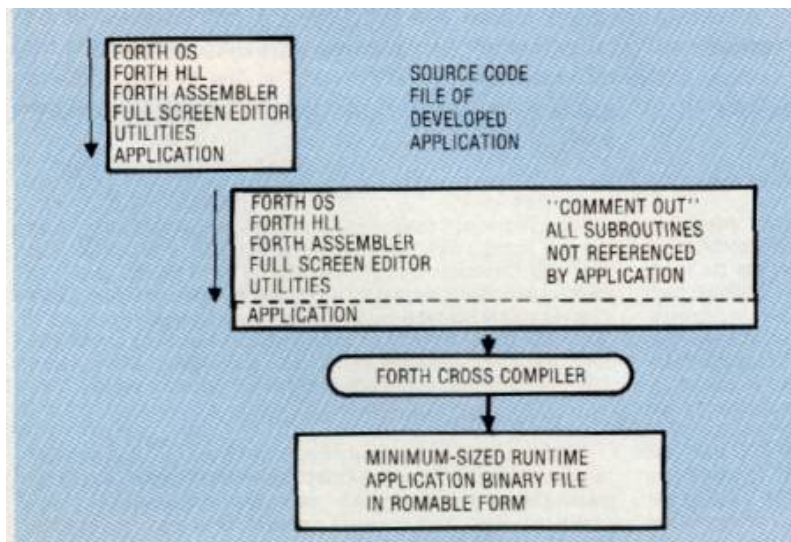 FORTH OS
FORTH HLL
FORTH ASSEMBLER
FULL SCREEN EDITOR
UTILITIES
APPLICATION
SOURCE CODE
FILE OF
DEVELOPED
APPLICATION
FORTH OS
FORTH HLL
FORTH ASSEMBLER
FULL SCREEN EDITOR
UTILITIES
"COMMENT OUT"
ALL SUBROUTINES
NOT REFERENCED
BY APPLICATION
APPLICATION
FORTH CROSS COMPILER
MINIMUM-SIZED RUNTIME
APPLICATION BINARY FILE
IN ROMABLE FORM